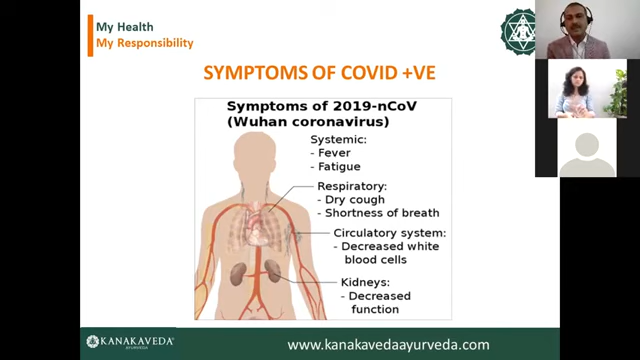 My Health
My Responsibility
SYMPTOMS OF COVID +VE
Symptoms of 2019-nCoV
(Wuhan coronavirus)
Systemic:
- Fever
- Fatigue
Respiratory:
- Dry cough
- Shortness of breath
Circulatory system:
- Decreased white
blood cells
Kidneys:
- Decreased
function
KANAKAVEDA
AYURVEDA
www.kanakavedaayurveda.com